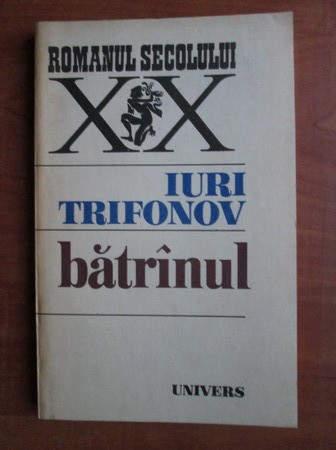 ROMANUL SECOLULUI
XX
IURI
TRIFONOV
bătrînul
UNIVERS